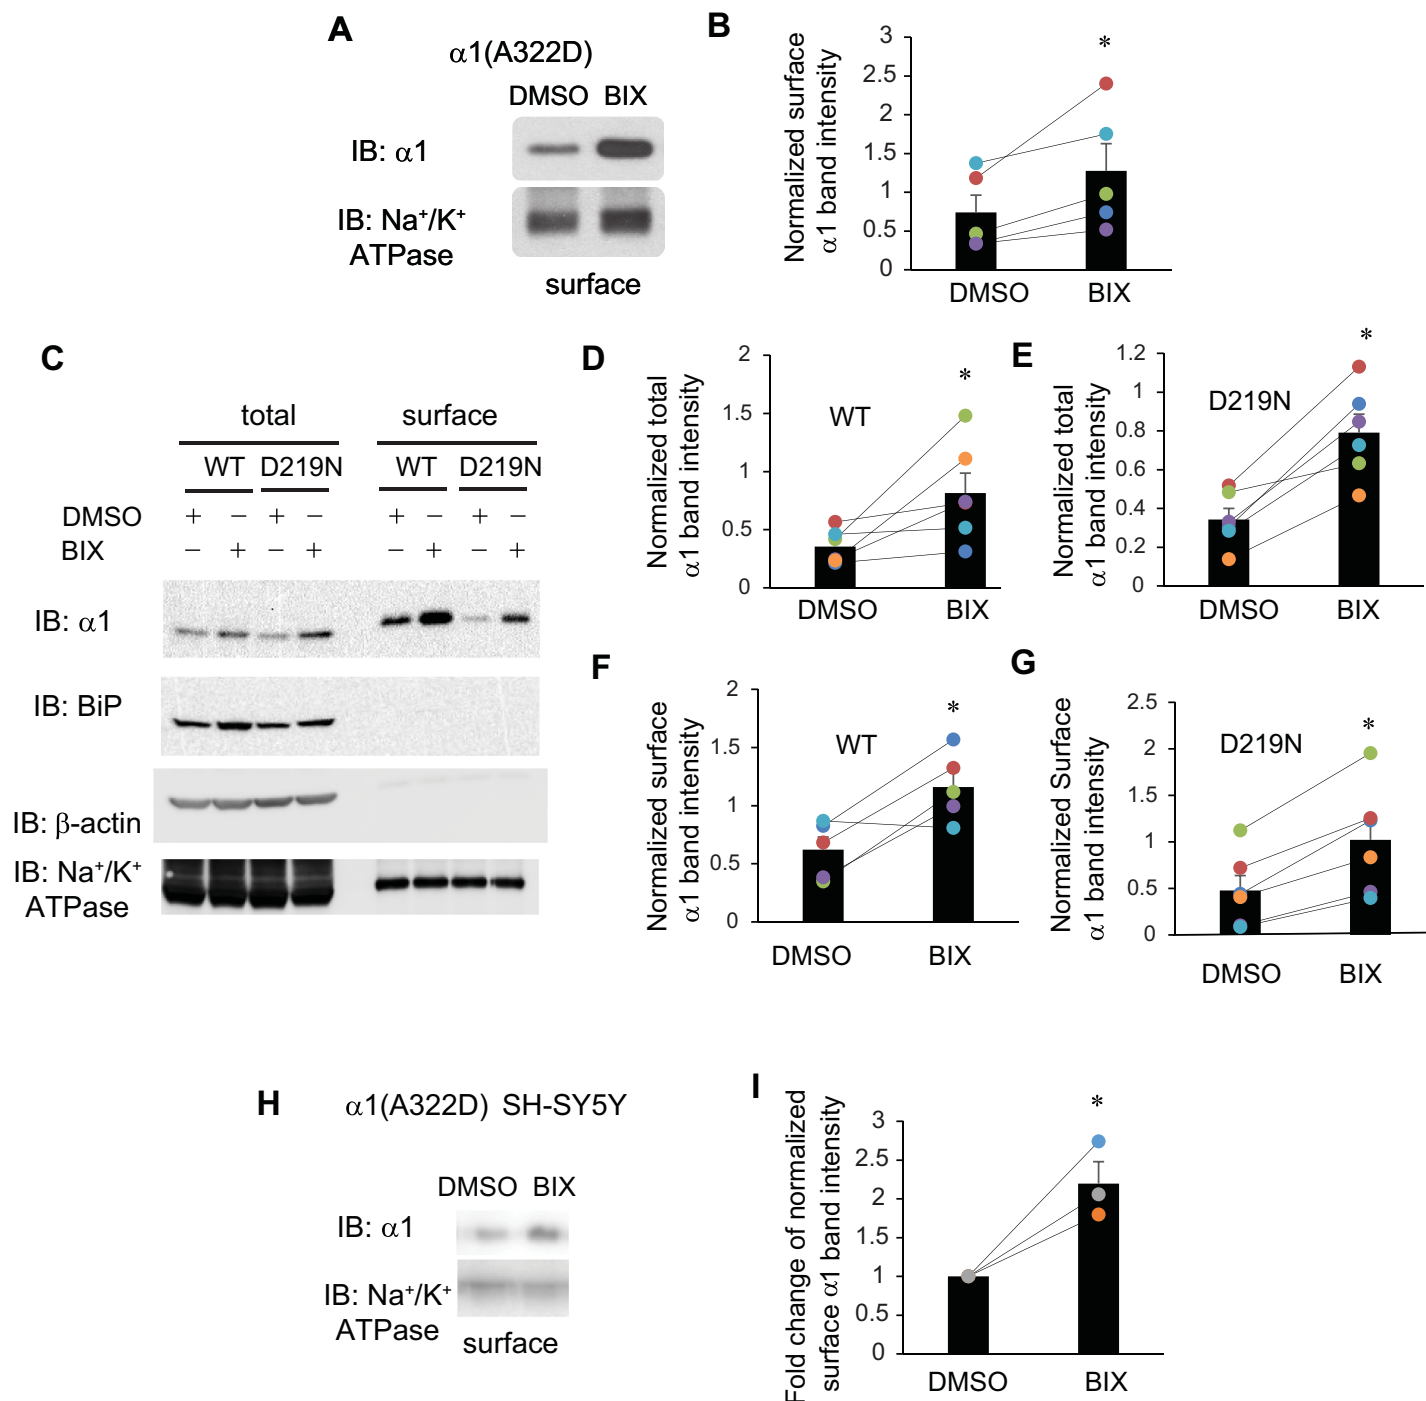 A
α1(A322D)
DMSO BIX
IB: α1
IB: Na⁺/K⁺
ATPase
surface
B
Normalized surface
α1 band intensity
3
2.5
2
1.5
1
0.5
0
*
DMSO BIX
C
total surface
WT D219N WT D219N
DMSO + − + − + − + −
BIX − + − + − + − +
IB: α1
IB: BiP
IB: β-actin
IB: Na⁺/K⁺
ATPase
D
Normalized total
α1 band intensity
2
1.5
1
0.5
0
WT
*
DMSO BIX
E
Normalized total
α1 band intensity
1.2
1
0.8
0.6
0.4
0.2
0
D219N
*
DMSO BIX
F
Normalized surface
α1 band intensity
2
1.5
1
0.5
0
WT
*
DMSO BIX
G
Normalized Surface
α1 band intensity
2.5
2
1.5
1
0.5
0
D219N
*
DMSO BIX
H
α1(A322D) SH-SY5Y
DMSO BIX
IB: α1
IB: Na⁺/K⁺
ATPase
surface
I
Fold change of normalized
surface α1 band intensity
3
2.5
2
1.5
1
0.5
0
*
DMSO BIX